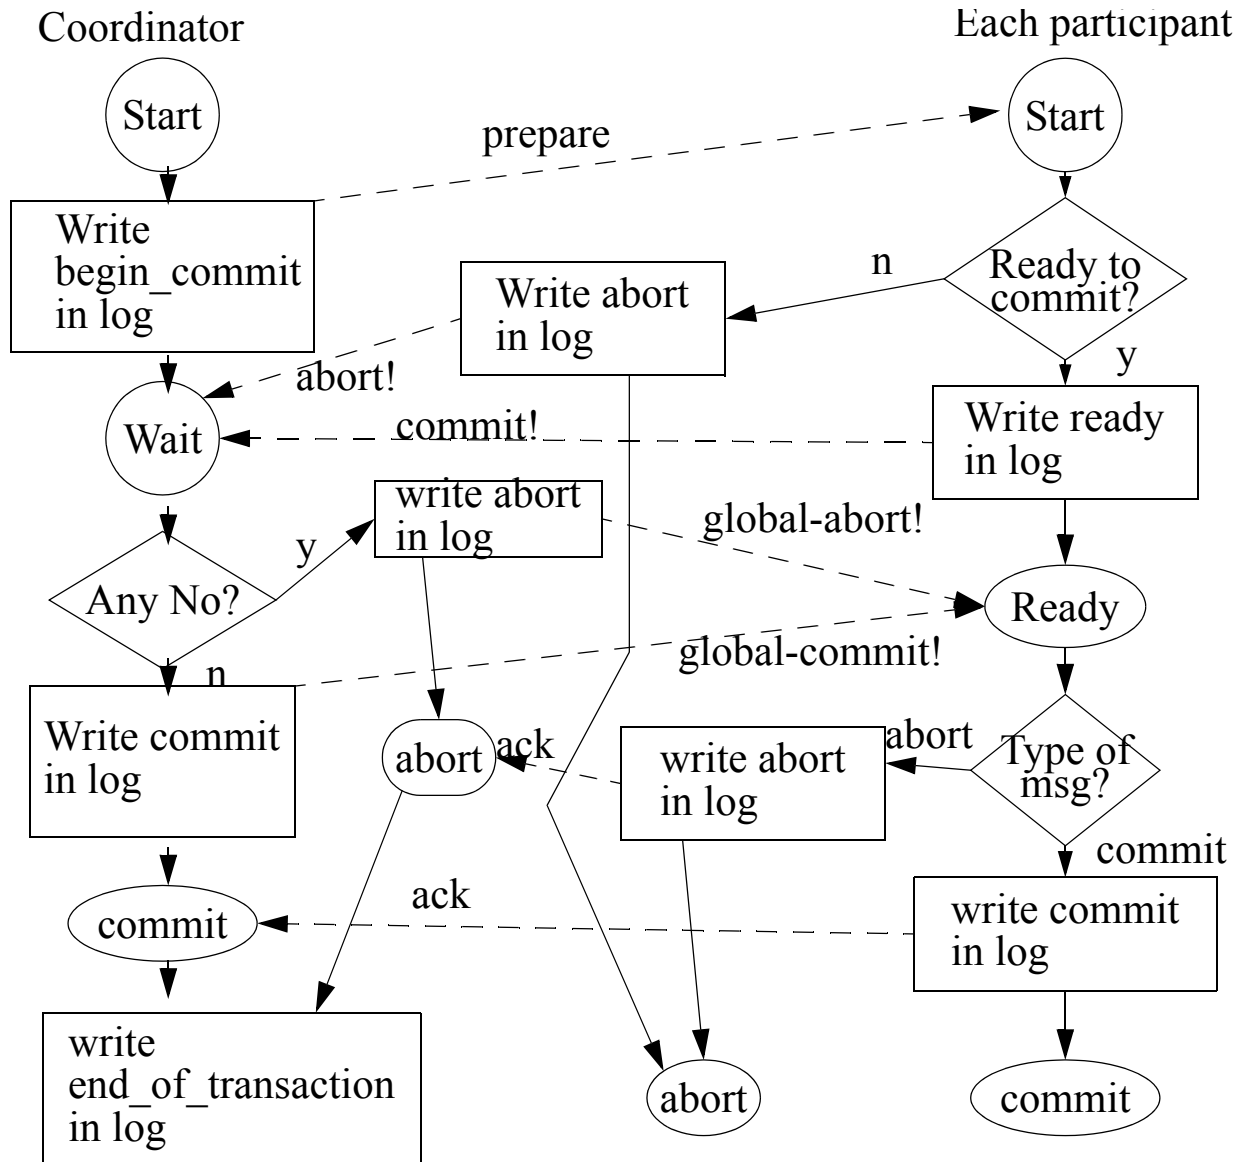 Coordinator
Each participant
Start
Start
prepare
Write
begin_commit
in log
Ready to
commit?
n
Write abort
in log
y
abort!
Write ready
in log
commit!
Wait
write abort
in log
global-abort!
y
Any No?
Ready
n
global-commit!
Write commit
in log
abort
ack
write abort
in log
abort
Type of
msg?
commit
ack
write commit
in log
commit
write
end_of_transaction
in log
abort
commit